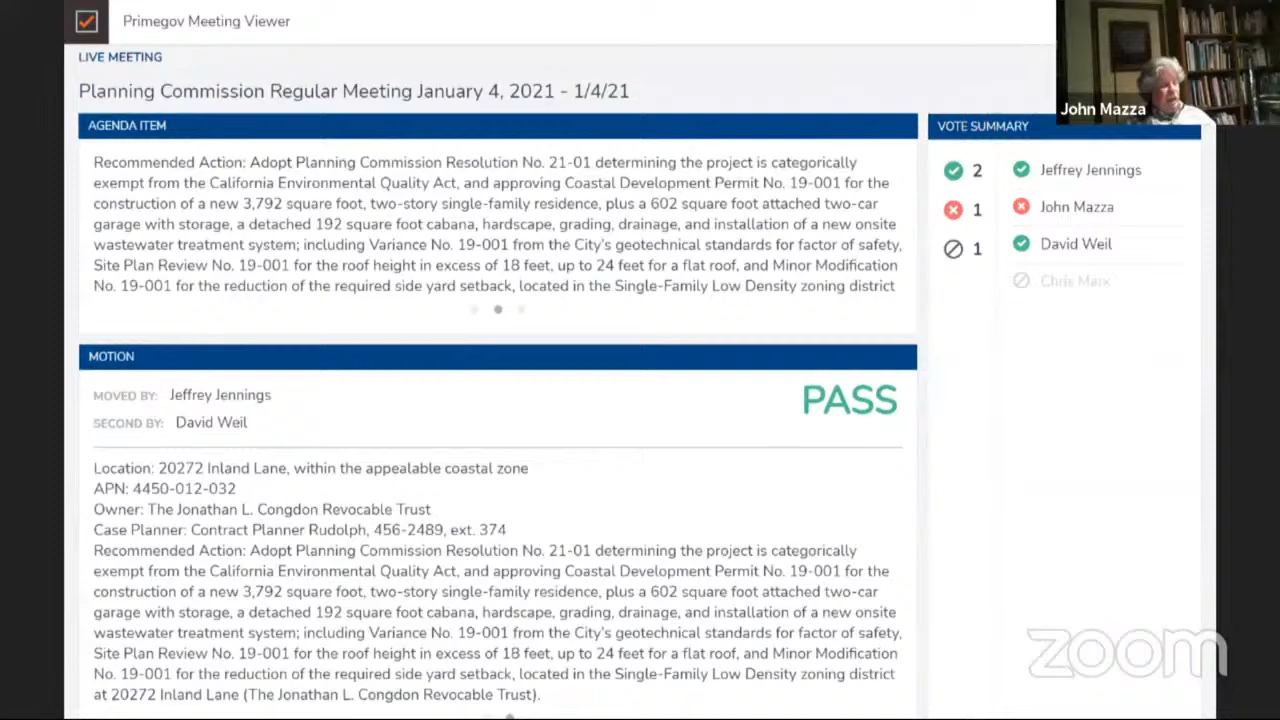 Primegov Meeting Viewer
LIVE MEETING
Planning Commission Regular Meeting January 4, 2021 - 1/4/21
John Mazza
AGENDA ITEM
Recommended Action: Adopt Planning Commission Resolution No. 21-01 determining the project is categorically
exempt from the California Environmental Quality Act, and approving Coastal Development Permit No. 19-001 for the
construction of a new 3,792 square foot, two-story single-family residence, plus a 602 square foot attached two-car
garage with storage, a detached 192 square foot cabana, hardscape, grading, drainage, and installation of a new onsite
wastewater treatment system; including Variance No. 19-001 from the City's geotechnical standards for factor of safety,
Site Plan Review No. 19-001 for the roof height in excess of 18 feet, up to 24 feet for a flat roof, and Minor Modification
No. 19-001 for the reduction of the required side yard setback, located in the Single-Family Low Density zoning district
VOTE SUMMARY
2
1
1
Jeffrey Jennings
John Mazza
David Weil
Chris Marx
MOTION
MOVED BY: Jeffrey Jennings
SECOND BY: David Weil
PASS
Location: 20272 Inland Lane, within the appealable coastal zone
APN: 4450-012-032
Owner: The Jonathan L. Congdon Revocable Trust
Case Planner: Contract Planner Rudolph, 456-2489, ext. 374
Recommended Action: Adopt Planning Commission Resolution No. 21-01 determining the project is categorically
exempt from the California Environmental Quality Act, and approving Coastal Development Permit No. 19-001 for the
construction of a new 3,792 square foot, two-story single-family residence, plus a 602 square foot attached two-car
garage with storage, a detached 192 square foot cabana, hardscape, grading, drainage, and installation of a new onsite
wastewater treatment system; including Variance No. 19-001 from the City's geotechnical standards for factor of safety,
Site Plan Review No. 19-001 for the roof height in excess of 18 feet, up to 24 feet for a flat roof, and Minor Modification
No. 19-001 for the reduction of the required side yard setback, located in the Single-Family Low Density zoning district
at 20272 Inland Lane (The Jonathan L. Congdon Revocable Trust).
zoom